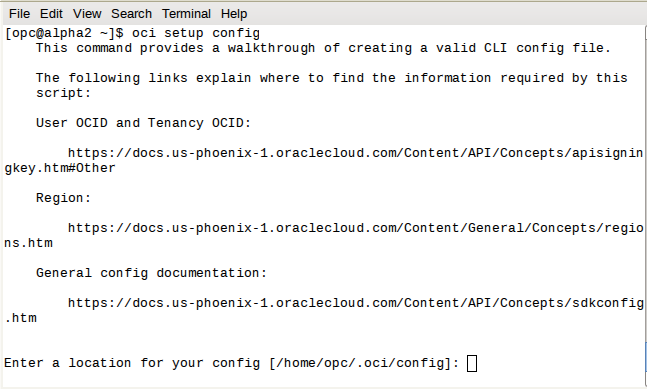 File Edit View Search Terminal Help
[opc@alpha2 ~]$ oci setup config
This command provides a walkthrough of creating a valid CLI config file.
The following links explain where to find the information required by this
script:
User OCID and Tenancy OCID:
https://docs.us-phoenix-1.oraclecloud.com/Content/API/Concepts/apisignin
gkey.htm#Other
Region:
https://docs.us-phoenix-1.oraclecloud.com/Content/General/Concepts/regio
ns.htm
General config documentation:
https://docs.us-phoenix-1.oraclecloud.com/Content/API/Concepts/sdkconfig
.htm
Enter a location for your config [/home/opc/.oci/config]: